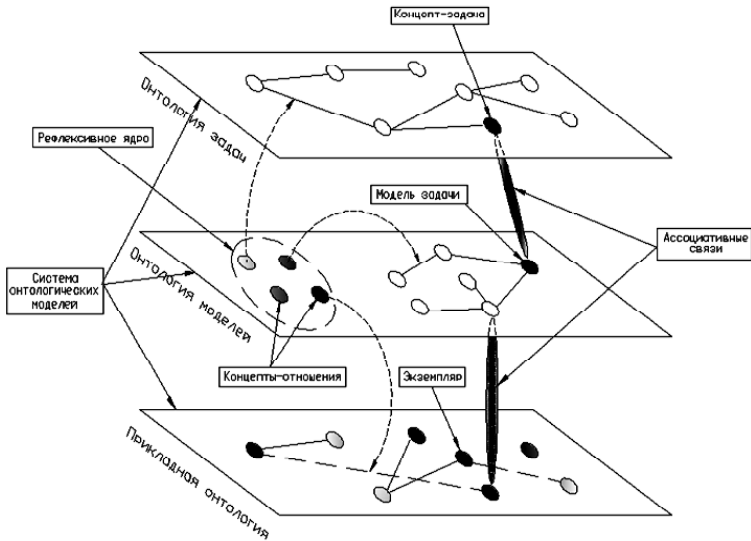 Концепт-задача
Онтология задач
Рефлексивное ядро
Модель задачи
Ассоциативные
связи
Система
онтологических
моделей
Онтология моделей
Концепты-отношения
Экземпляр
Прикладная онтология